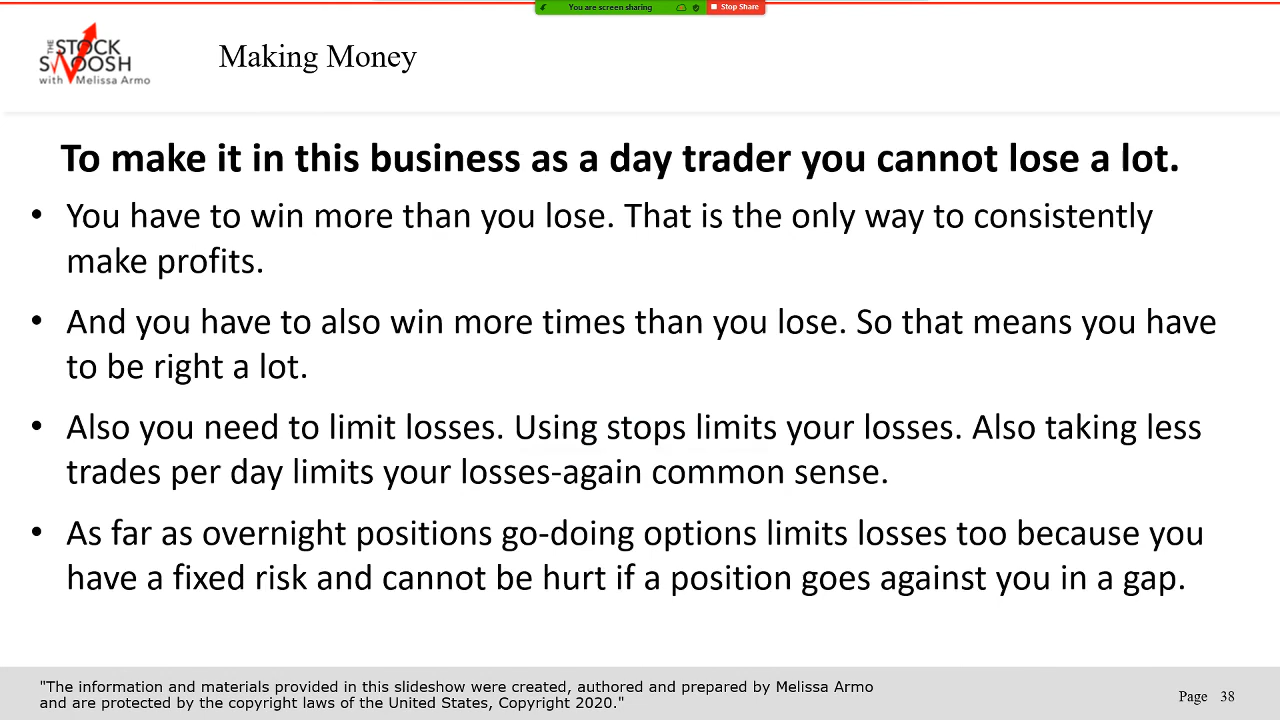 You are screen sharing
Stop Share
THE
STOCK
SWOOSH
with Melissa Armo
Making Money
To make it in this business as a day trader you cannot lose a lot.
• You have to win more than you lose. That is the only way to consistently
make profits.
• And you have to also win more times than you lose. So that means you have
to be right a lot.
• Also you need to limit losses. Using stops limits your losses. Also taking less
trades per day limits your losses-again common sense.
• As far as overnight positions go-doing options limits losses too because you
have a fixed risk and cannot be hurt if a position goes against you in a gap.
"The information and materials provided in this slideshow were created, authored and prepared by Melissa Armo
and are protected by the copyright laws of the United States, Copyright 2020."
Page 38